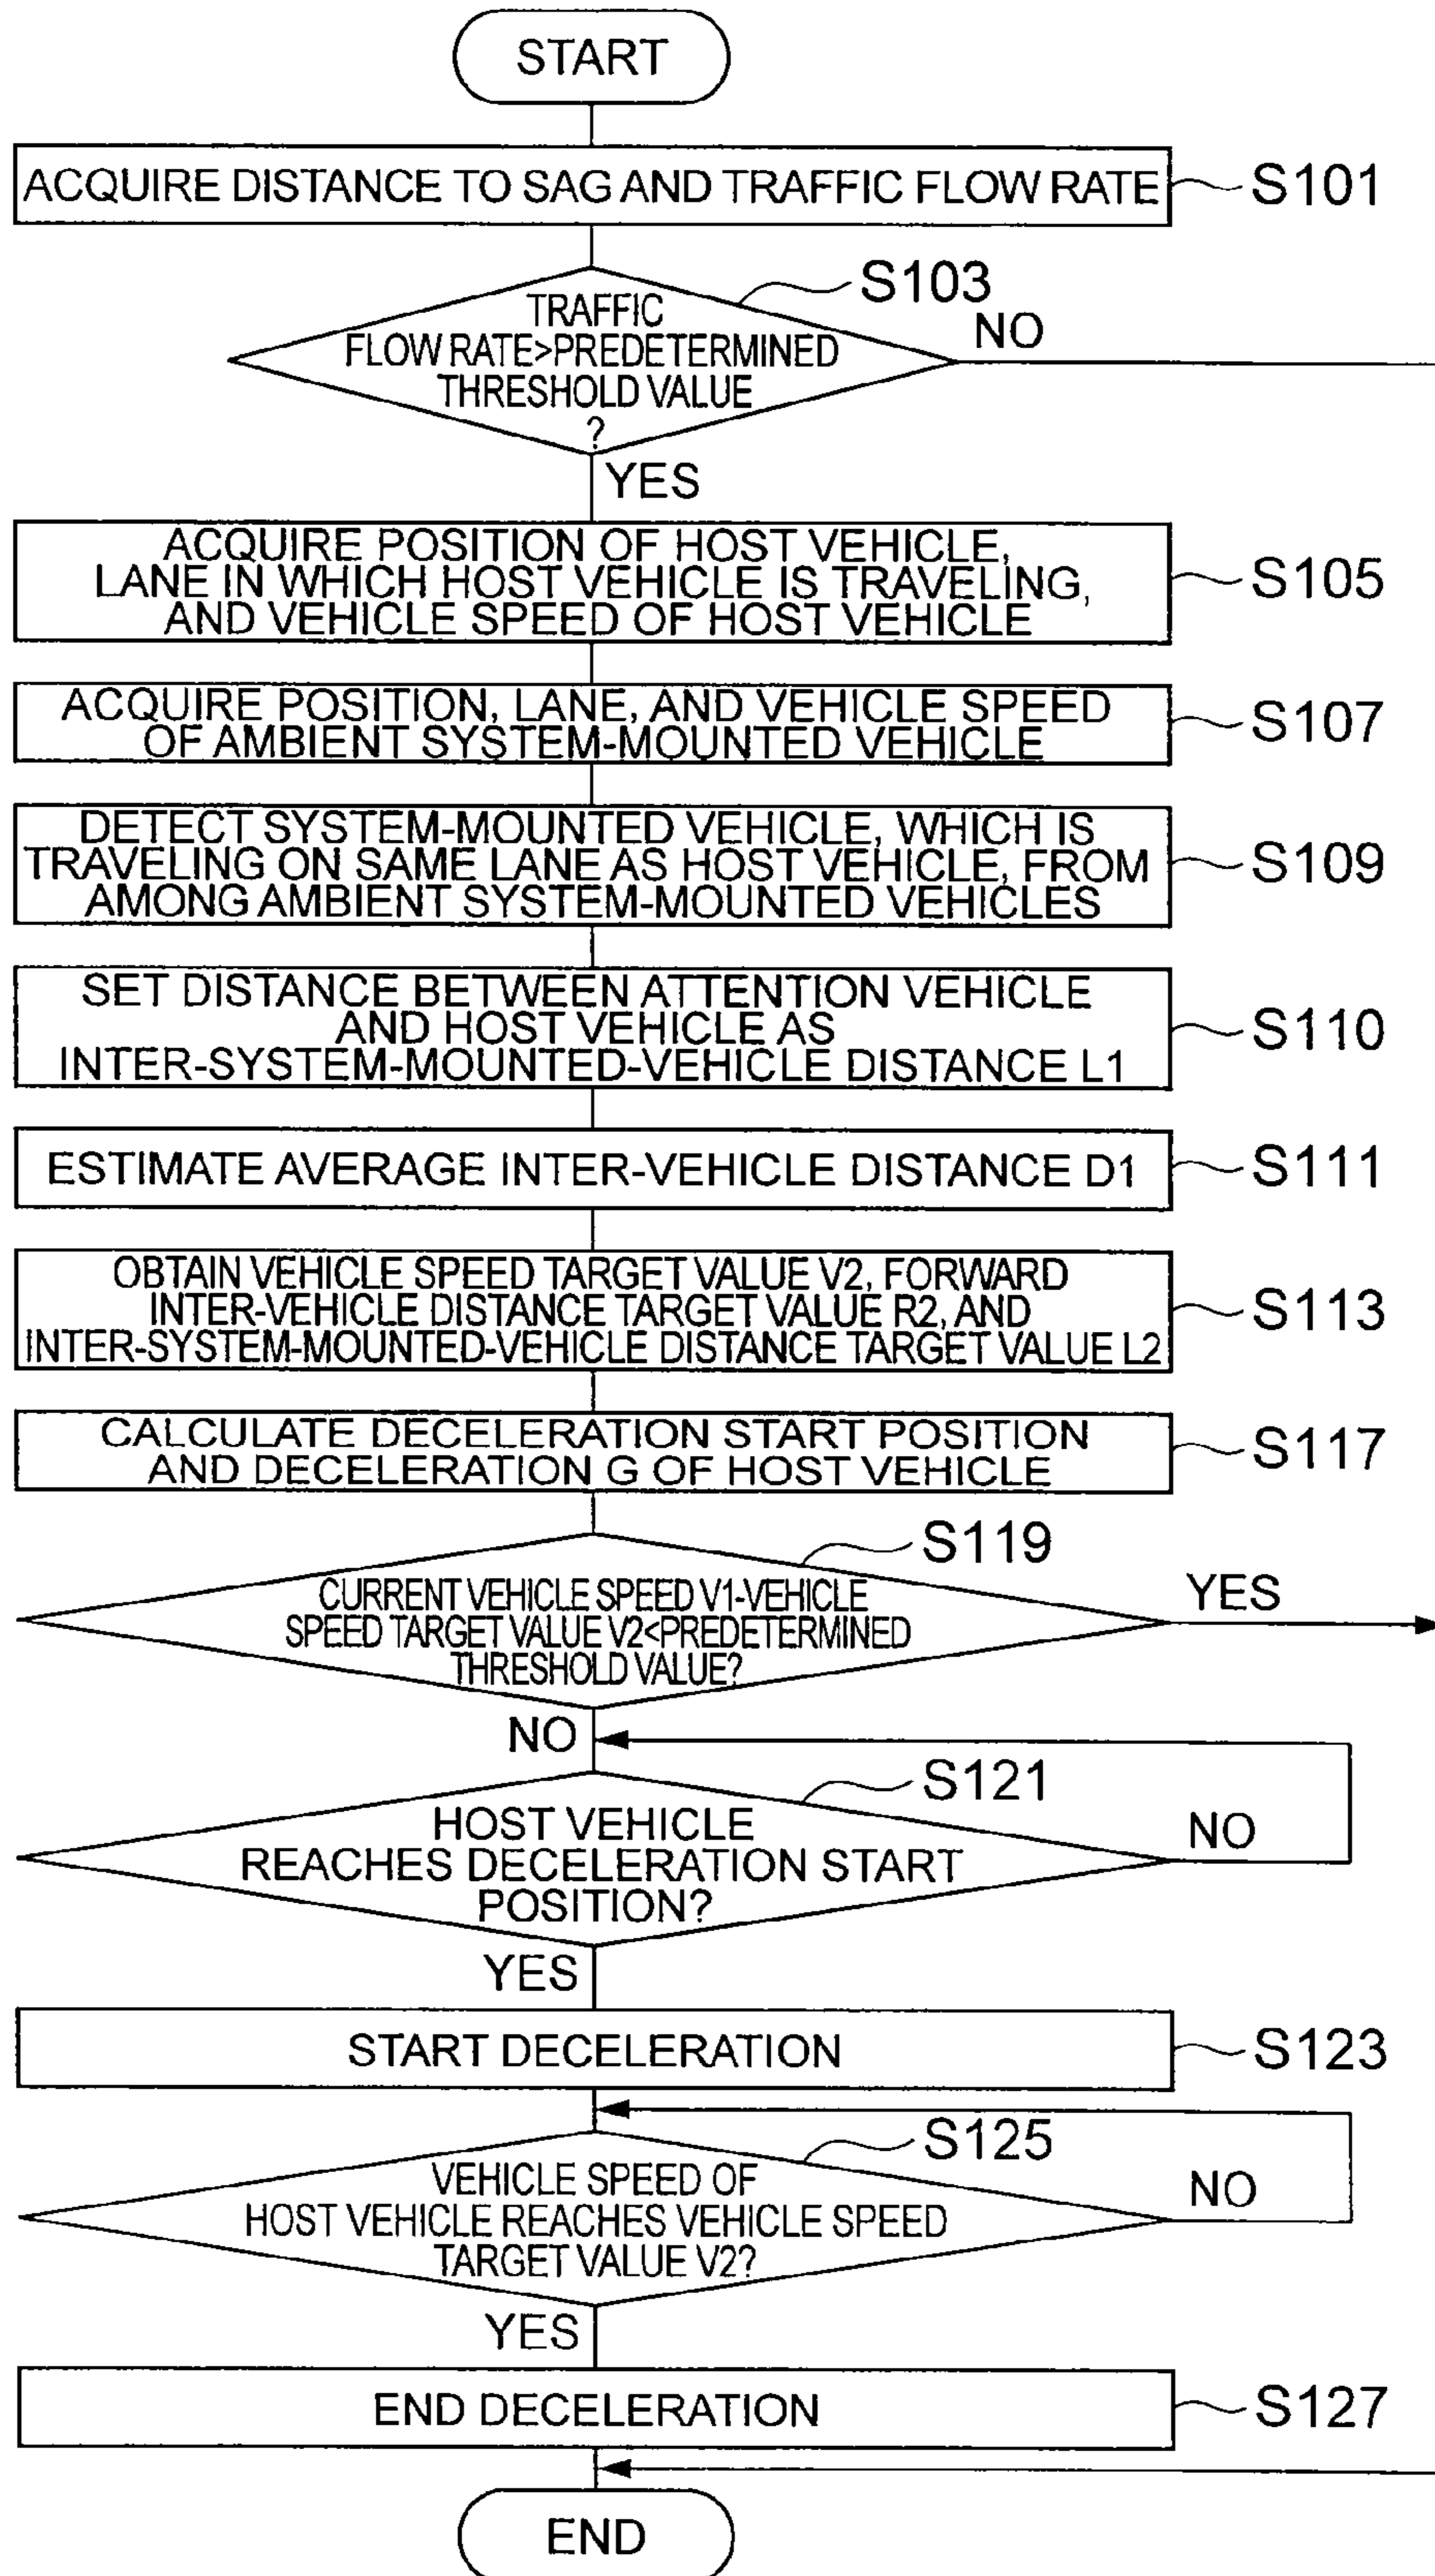 START
ACQUIRE DISTANCE TO SAG AND TRAFFIC FLOW RATE
S101
S103
TRAFFIC
FLOW RATE>PREDETERMINED
THRESHOLD VALUE
?
NO
YES
ACQUIRE POSITION OF HOST VEHICLE,
LANE IN WHICH HOST VEHICLE IS TRAVELING,
AND VEHICLE SPEED OF HOST VEHICLE
S105
ACQUIRE POSITION, LANE, AND VEHICLE SPEED
OF AMBIENT SYSTEM-MOUNTED VEHICLE
S107
DETECT SYSTEM-MOUNTED VEHICLE, WHICH IS
TRAVELING ON SAME LANE AS HOST VEHICLE, FROM
AMONG AMBIENT SYSTEM-MOUNTED VEHICLES
S109
SET DISTANCE BETWEEN ATTENTION VEHICLE
AND HOST VEHICLE AS
INTER-SYSTEM-MOUNTED-VEHICLE DISTANCE L1
S110
ESTIMATE AVERAGE INTER-VEHICLE DISTANCE D1
S111
OBTAIN VEHICLE SPEED TARGET VALUE V2, FORWARD
INTER-VEHICLE DISTANCE TARGET VALUE R2, AND
INTER-SYSTEM-MOUNTED-VEHICLE DISTANCE TARGET VALUE L2
S113
CALCULATE DECELERATION START POSITION
AND DECELERATION G OF HOST VEHICLE
S117
S119
CURRENT VEHICLE SPEED V1-VEHICLE
SPEED TARGET VALUE V2<PREDETERMINED
THRESHOLD VALUE?
YES
NO
S121
HOST VEHICLE
REACHES DECELERATION START
POSITION?
NO
YES
START DECELERATION
S123
S125
VEHICLE SPEED OF
HOST VEHICLE REACHES VEHICLE SPEED
TARGET VALUE V2?
NO
YES
END DECELERATION
S127
END